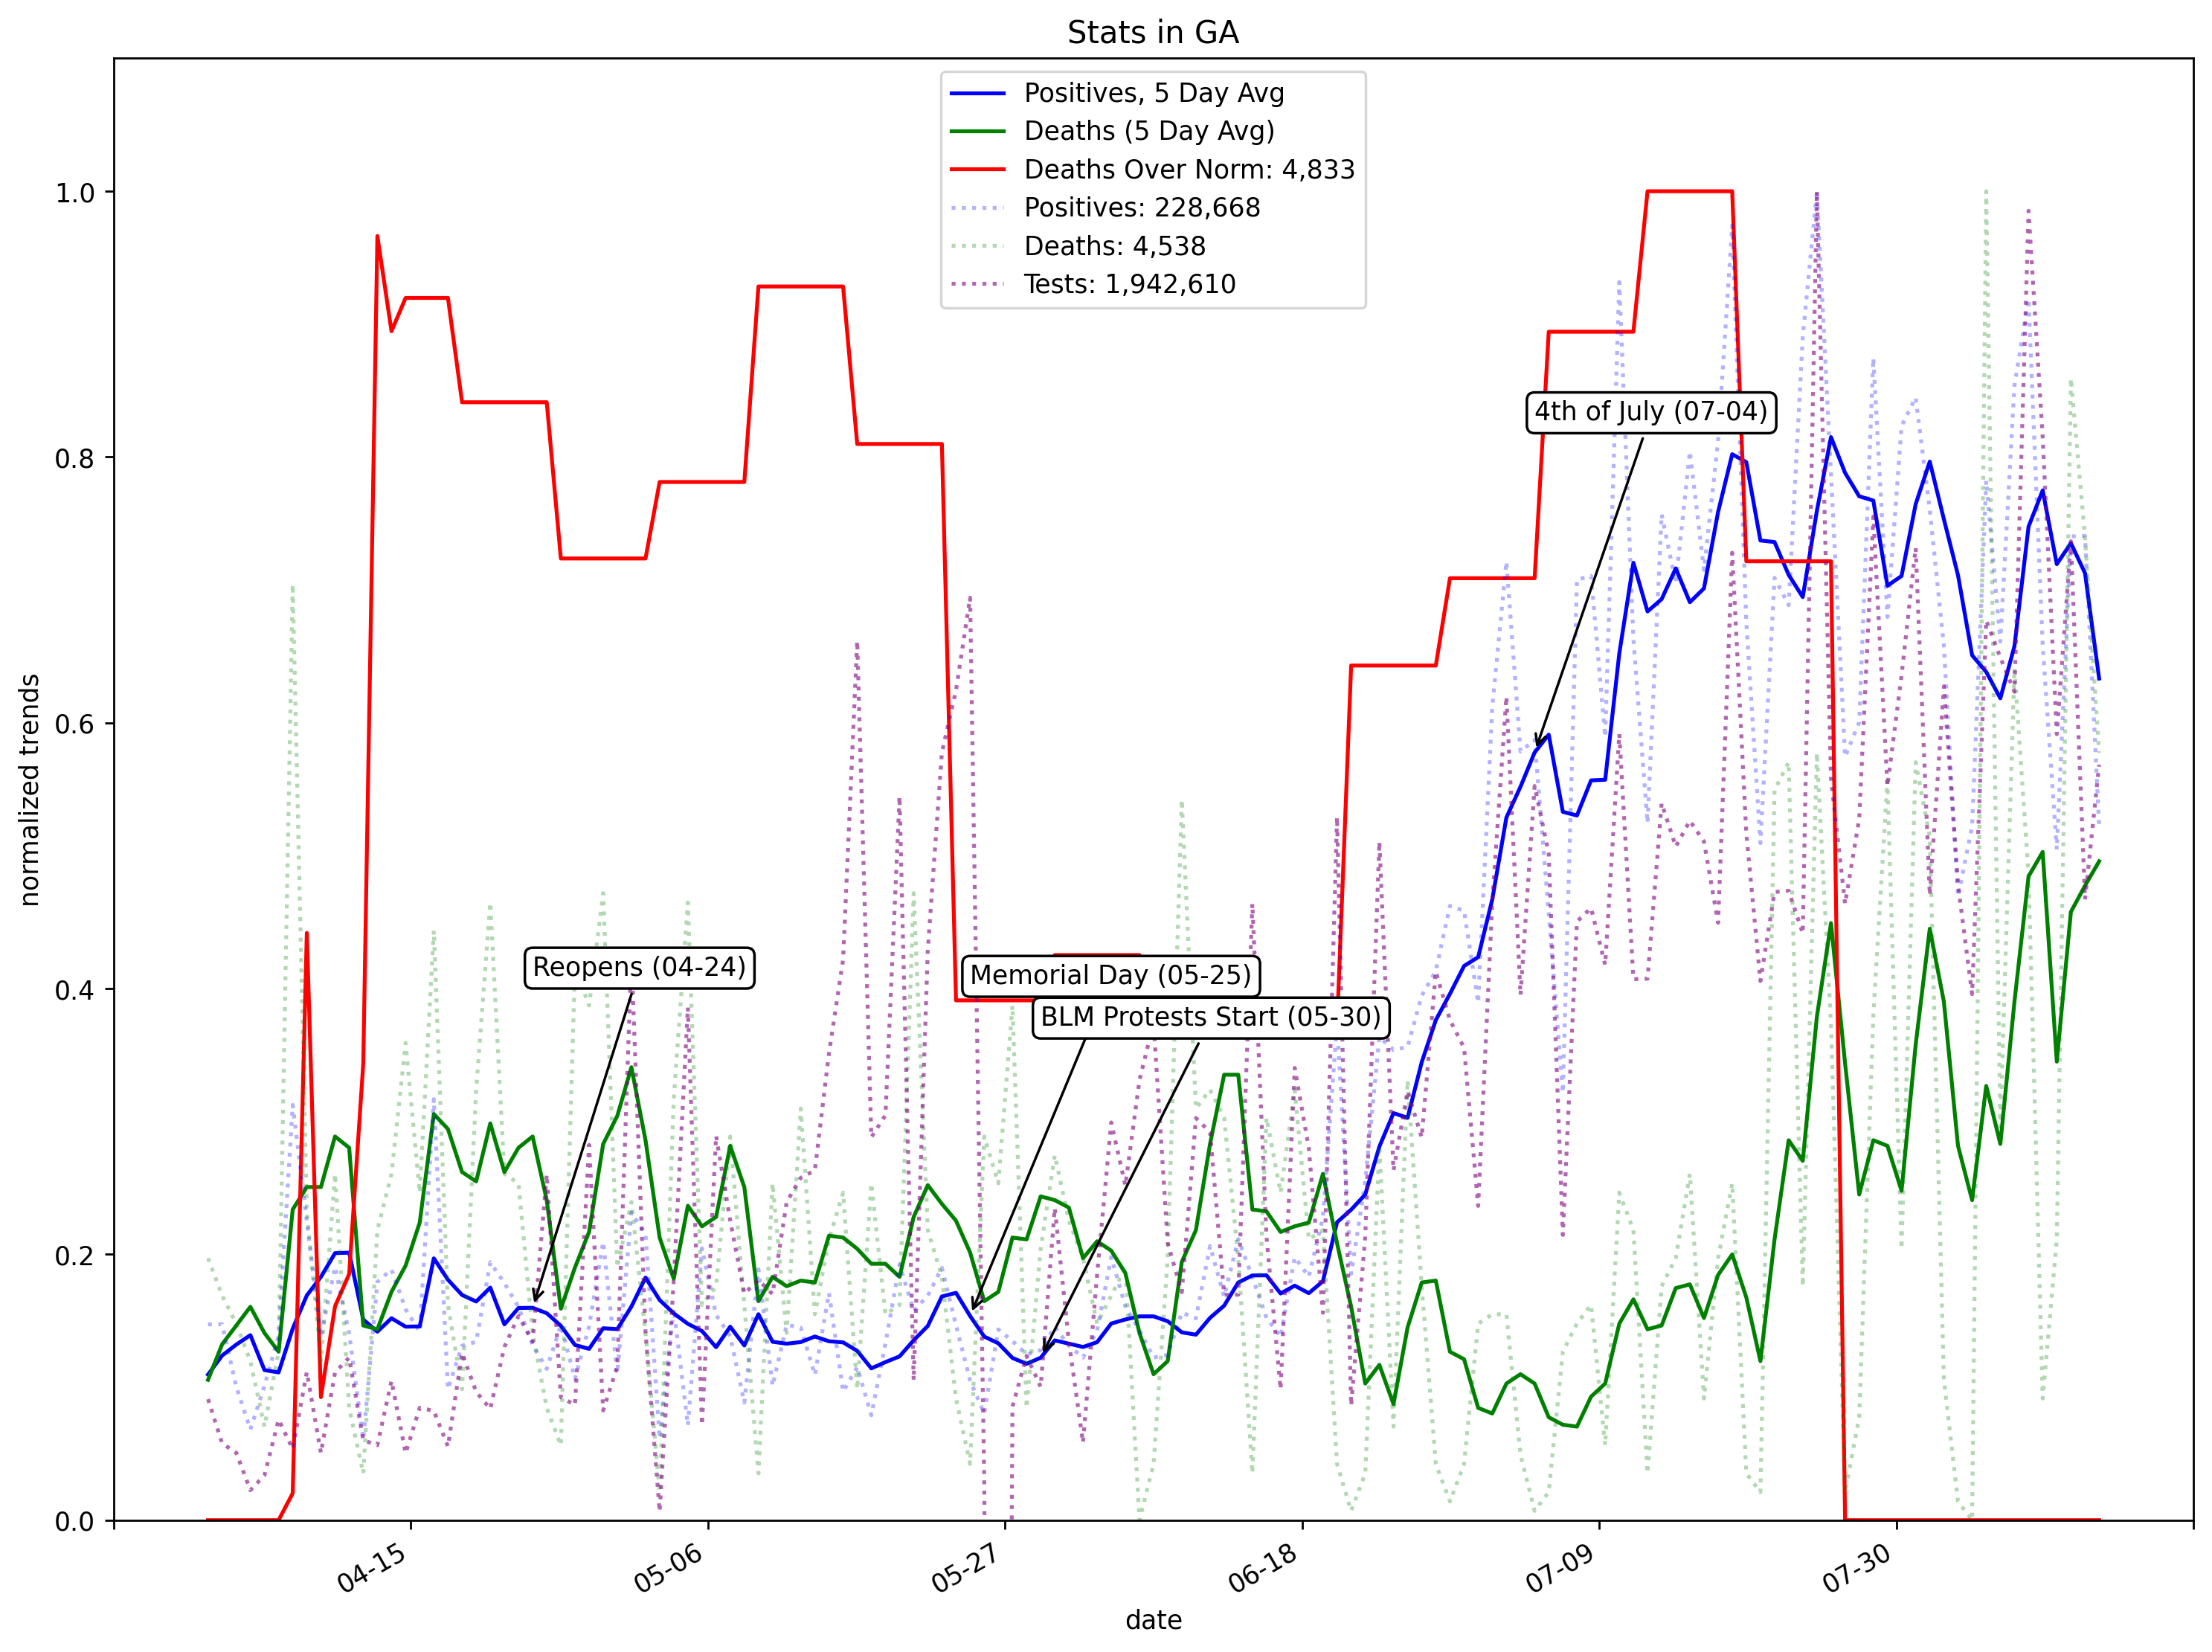 Stats in GA
Positives, 5 Day Avg
Deaths (5 Day Avg)
Deaths Over Norm: 4,833
Positives: 228,668
Deaths: 4,538
Tests: 1,942,610
1.0
0.8
0.6
0.4
0.2
0.0
normalized trends
4th of July (07-04)
Reopens (04-24)
Memorial Day (05-25)
BLM Protests Start (05-30)
04-15
05-06
05-27
06-18
07-09
07-30
date